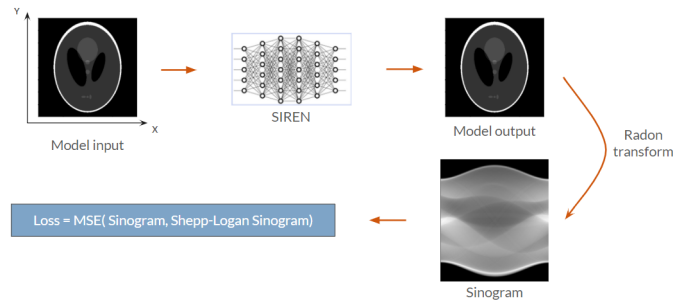 Y
X
Model input
SIREN
Model output
Radon
transform
Loss = MSE( Sinogram, Shepp-Logan Sinogram)
Sinogram